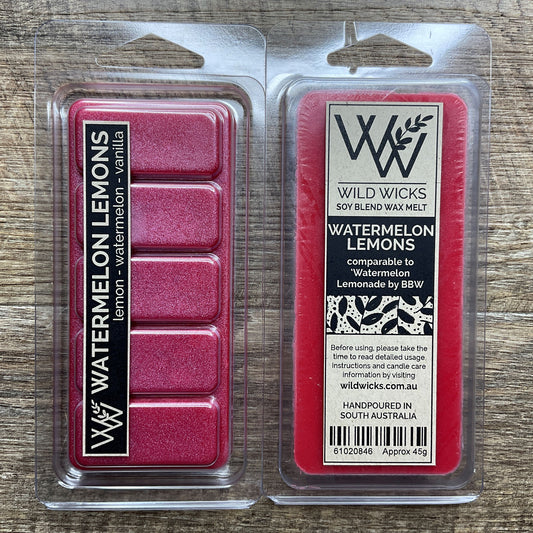 WATERMELON LEMONS
lemon - watermelon - vanilla
WW
WILD WICKS
SOY BLEND WAX MELT
WATERMELON
LEMONS
comparable to
'Watermelon
Lemonade by BBW
Before using, please take the
time to read detailed usage,
instructions and candle care
information by visiting
wildwicks.com.au
HANDPOURED IN
SOUTH AUSTRALIA
61020846 Approx 45g